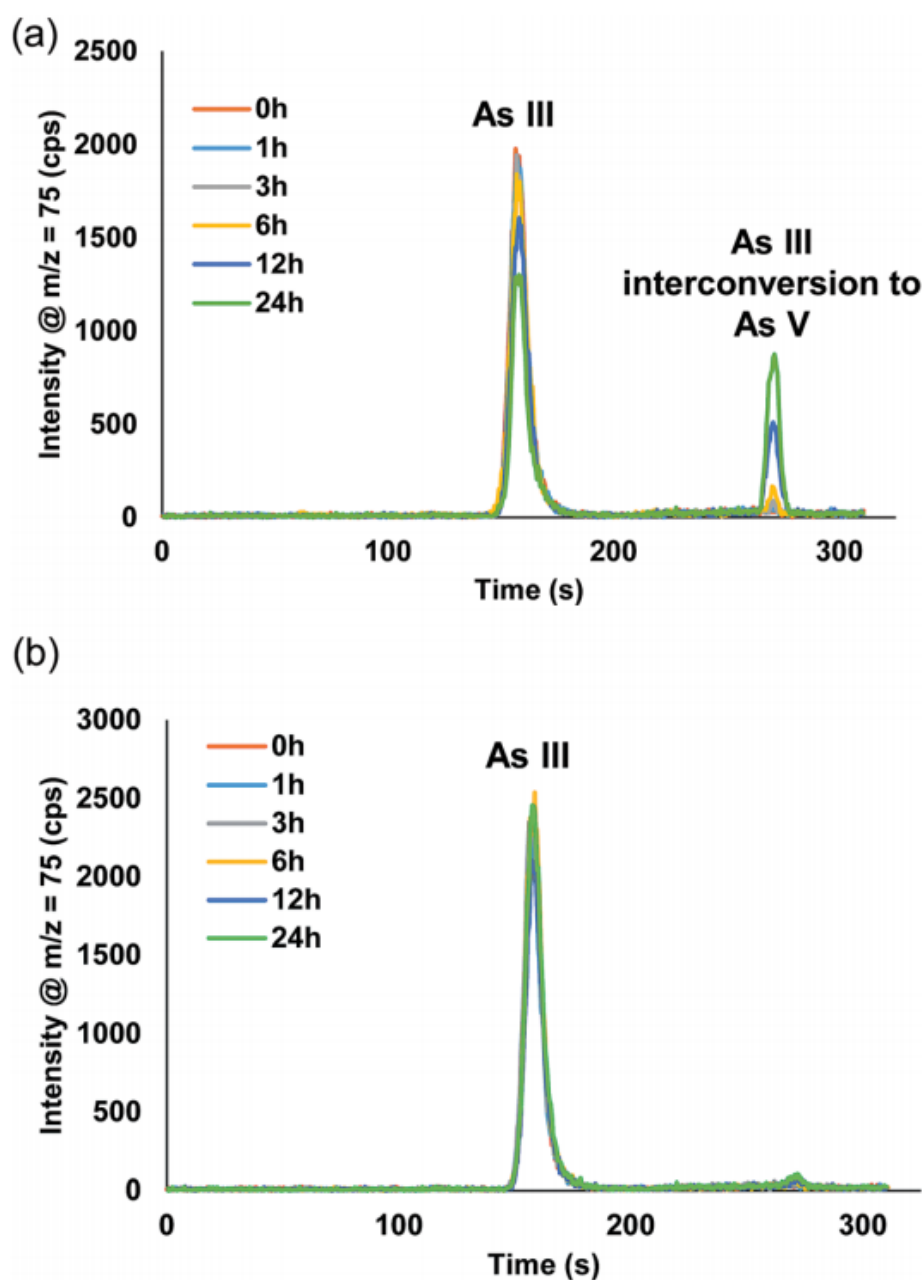 (a)
Intensity @ m/z = 75 (cps)
2500
2000
1500
1000
500
0
0h
1h
3h
6h
12h
24h
As III
As III
interconversion to
As V
0 100 200 300
Time (s)
(b)
Intensity @ m/z = 75 (cps)
3000
2500
2000
1500
1000
500
0
0h
1h
3h
6h
12h
24h
As III
0 100 200 300
Time (s)